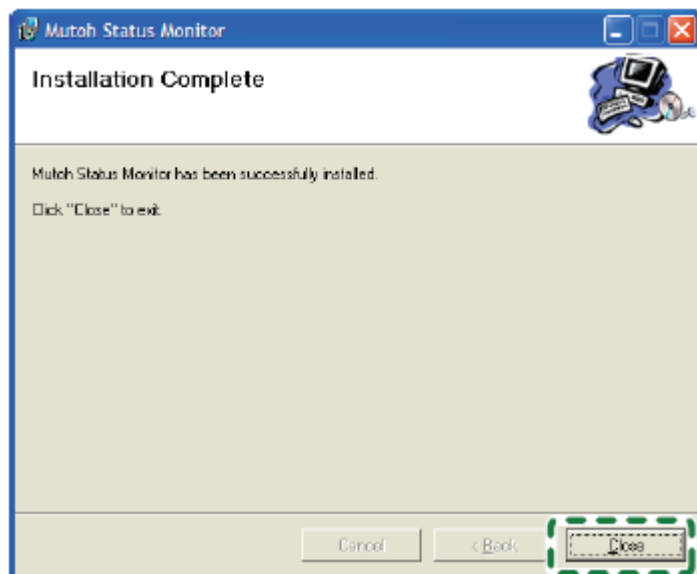 Mutoh Status Monitor
Installation Complete
Mutoh Status Monitor has been successfully installed.
Click "Close" to exit.
Cancel
< Back
Close